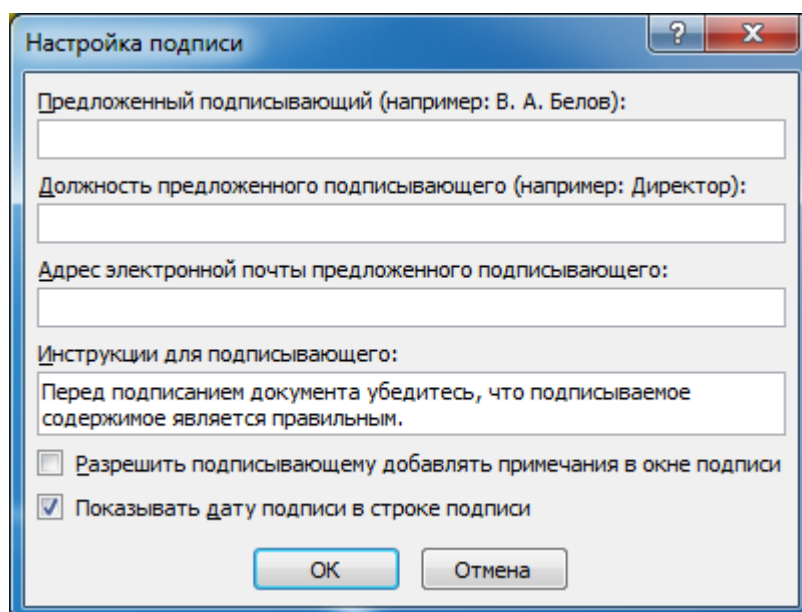 Настройка подписи
Предложенный подписывающий (например: В. А. Белов):
Должность предложенного подписывающего (например: Директор):
Адрес электронной почты предложенного подписывающего:
Инструкции для подписывающего:
Перед подписанием документа убедитесь, что подписываемое
содержимое является правильным.
Разрешить подписывающему добавлять примечания в окне подписи
Показывать дату подписи в строке подписи
ОК Отмена